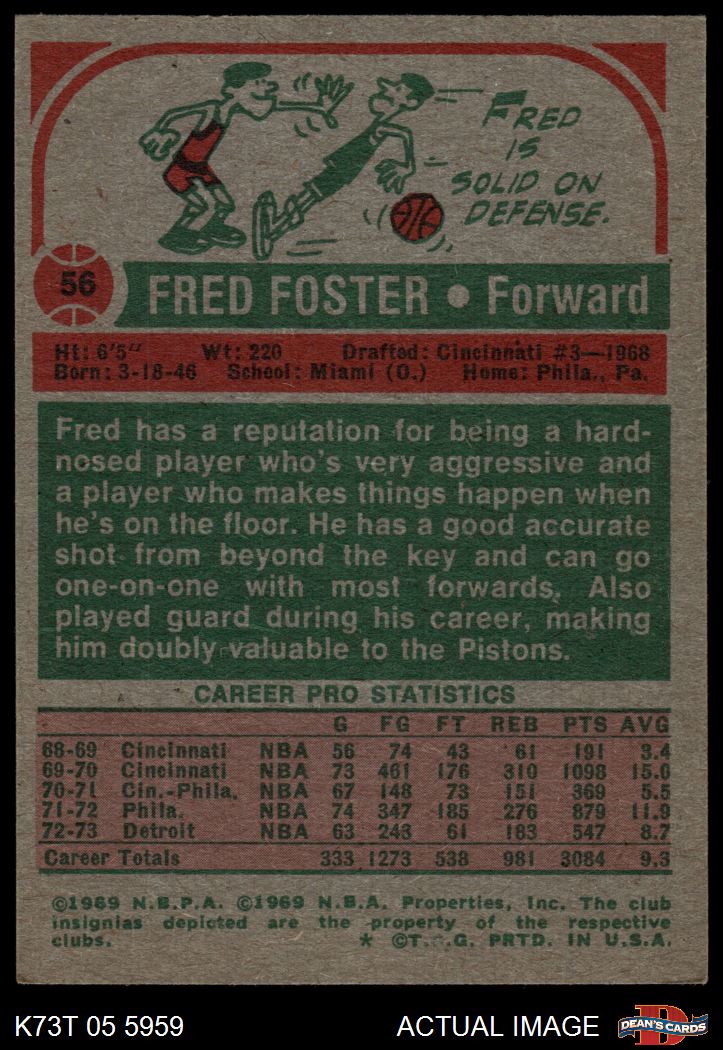 FRED
IS
SOLID ON
DEFENSE.
56 FRED FOSTER • Forward
Ht: 6'5" Wt: 220 Drafted: Cincinnati #3—1968
Born: 3-18-46 School: Miami (O.) Home: Phila., Pa.
Fred has a reputation for being a hard-
nosed player who's very aggressive and
a player who makes things happen when
he's on the floor. He has a good accurate
shot from beyond the key and can go
one-on-one with most forwards. Also
played guard during his career, making
him doubly valuable to the Pistons.
CAREER PRO STATISTICS
G FG FT REB PTS AVG
68-69 Cincinnati NBA 56 74 43 61 191 3.4
69-70 Cincinnati NBA 73 461 176 310 1098 15.0
70-71 Cin.-Phila. NBA 67 148 73 151 369 5.5
71-72 Phila. NBA 74 347 185 276 879 11.9
72-73 Detroit NBA 63 243 61 183 547 8.7
Career Totals 333 1273 538 981 3084 9.3
©1969 N.B.P.A. ©1969 N.B.A. Properties, Inc. The club
insignias depicted are the property of the respective
clubs. * ©T.C.G. PRTD. IN U.S.A.
K73T 05 5959 ACTUAL IMAGE DEAN'S CARDS